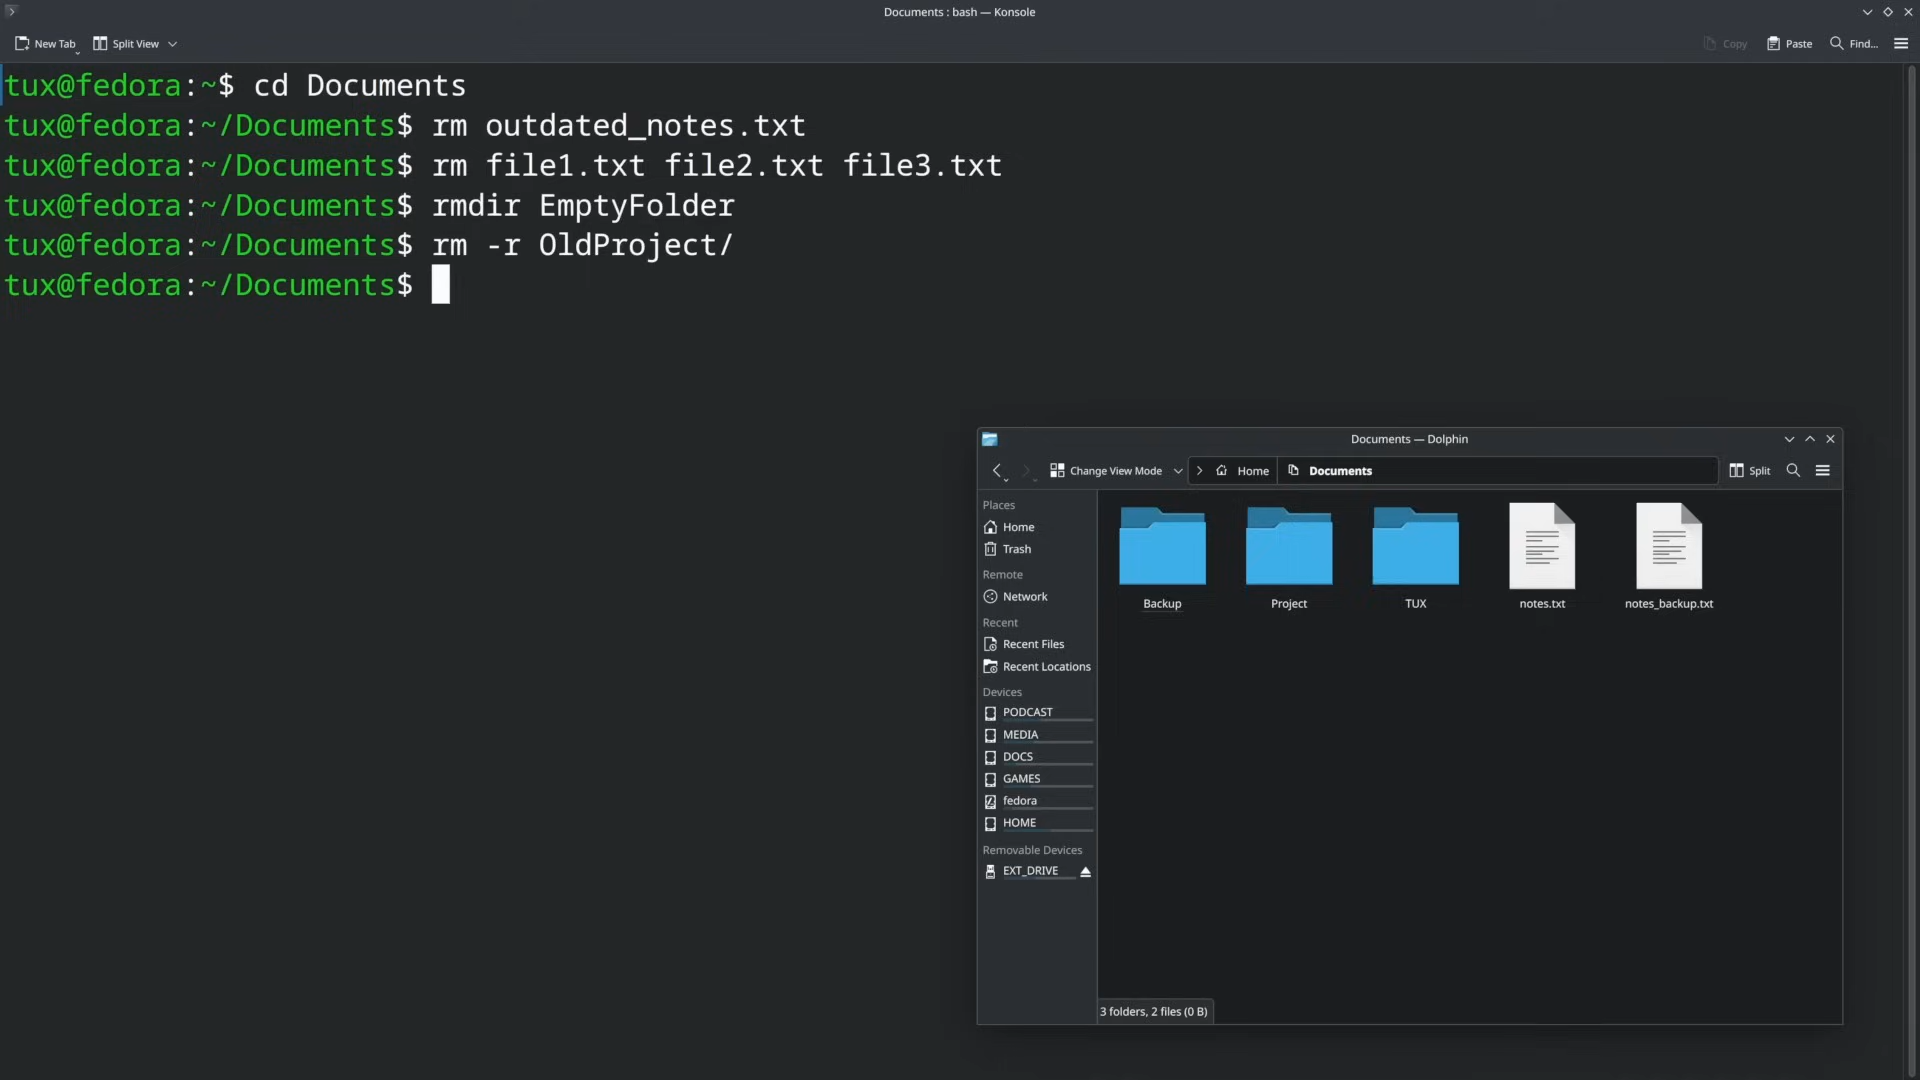 Documents : bash — Konsole
New Tab
Split View
Copy
Paste
Find...
tux@fedora:~$ cd Documents
tux@fedora:~/Documents$ rm outdated_notes.txt
tux@fedora:~/Documents$ rm file1.txt file2.txt file3.txt
tux@fedora:~/Documents$ rmdir EmptyFolder
tux@fedora:~/Documents$ rm -r OldProject/
tux@fedora:~/Documents$
Documents — Dolphin
Change View Mode
Home
Documents
Split
Places
Home
Trash
Remote
Network
Recent
Recent Files
Recent Locations
Devices
PODCAST
MEDIA
DOCS
GAMES
fedora
HOME
Removable Devices
EXT_DRIVE
Backup
Project
TUX
notes.txt
notes_backup.txt
3 folders, 2 files (0 B)